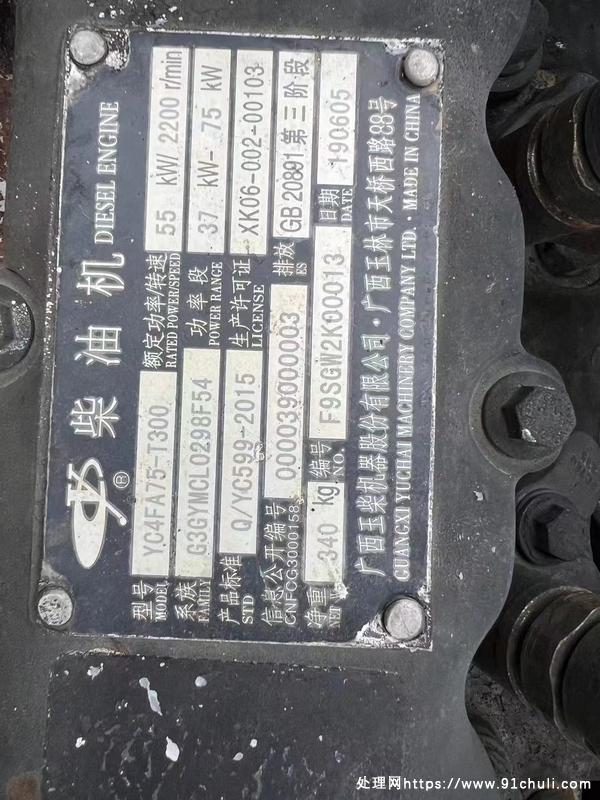 柴油机 DIESEL ENGINE
型号 YC4FA75-T300 额定功率/转速 55 kW/ 2200 r/min
MODEL RATED POWER/SPEED
系族 G3GYMCL0298F54 功率段 37 kW- 75 kW
FAMILY POWER RANGE
产品标准 Q/YC599-2015 生产许可证 XK06-002-00103
STD LICENSE
信息公开编号 000039000003 排放 GB 20891 第三阶段
CNFCG3000158 ES
净重 340 kg 编号 F9SGW2K00013 日期 190605
NET NO. DATE
广西玉柴机器股份有限公司·广西玉林市天桥西路88号
GUANGXI YUCHAI MACHINERY COMPANY LTD. · MADE IN CHINA
处理网https://www.91chuli.com